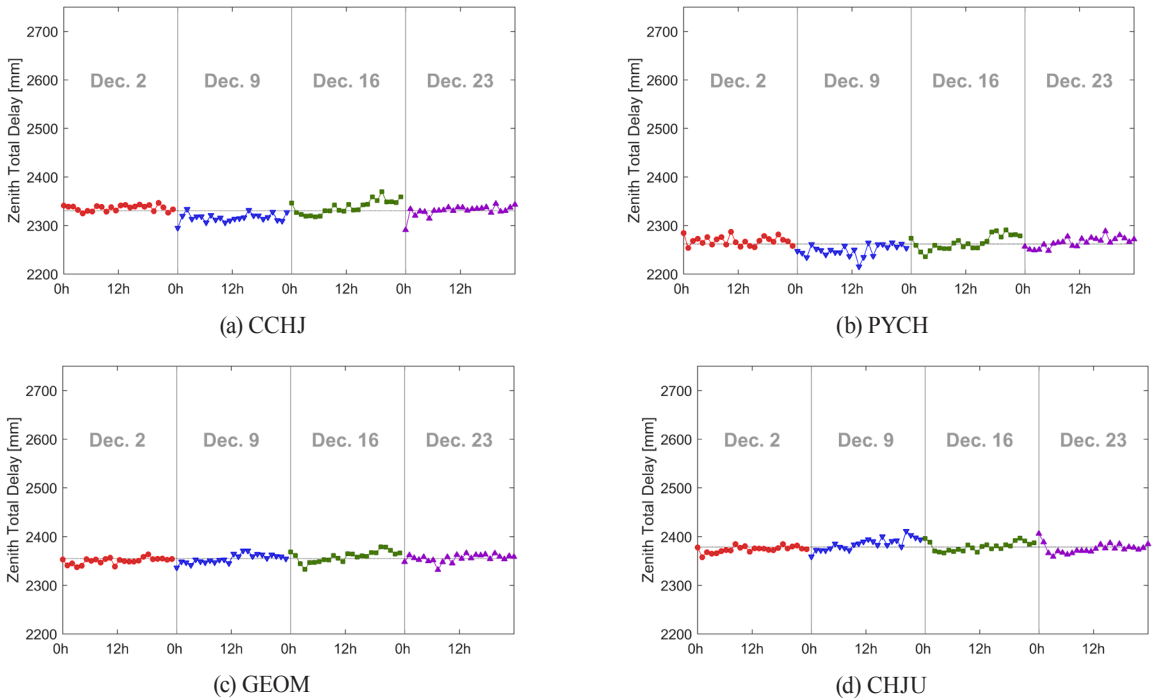 Zenith Total Delay [mm]
2700
2600
2500
2400
2300
2200
Dec. 2 Dec. 9 Dec. 16 Dec. 23
0h 12h 0h 12h 0h 12h 0h 12h
(a) CCHJ
Zenith Total Delay [mm]
2700
2600
2500
2400
2300
2200
Dec. 2 Dec. 9 Dec. 16 Dec. 23
0h 12h 0h 12h 0h 12h 0h 12h
(b) PYCH
Zenith Total Delay [mm]
2700
2600
2500
2400
2300
2200
Dec. 2 Dec. 9 Dec. 16 Dec. 23
0h 12h 0h 12h 0h 12h 0h 12h
(c) GEOM
Zenith Total Delay [mm]
2700
2600
2500
2400
2300
2200
Dec. 2 Dec. 9 Dec. 16 Dec. 23
0h 12h 0h 12h 0h 12h 0h 12h
(d) CHJU